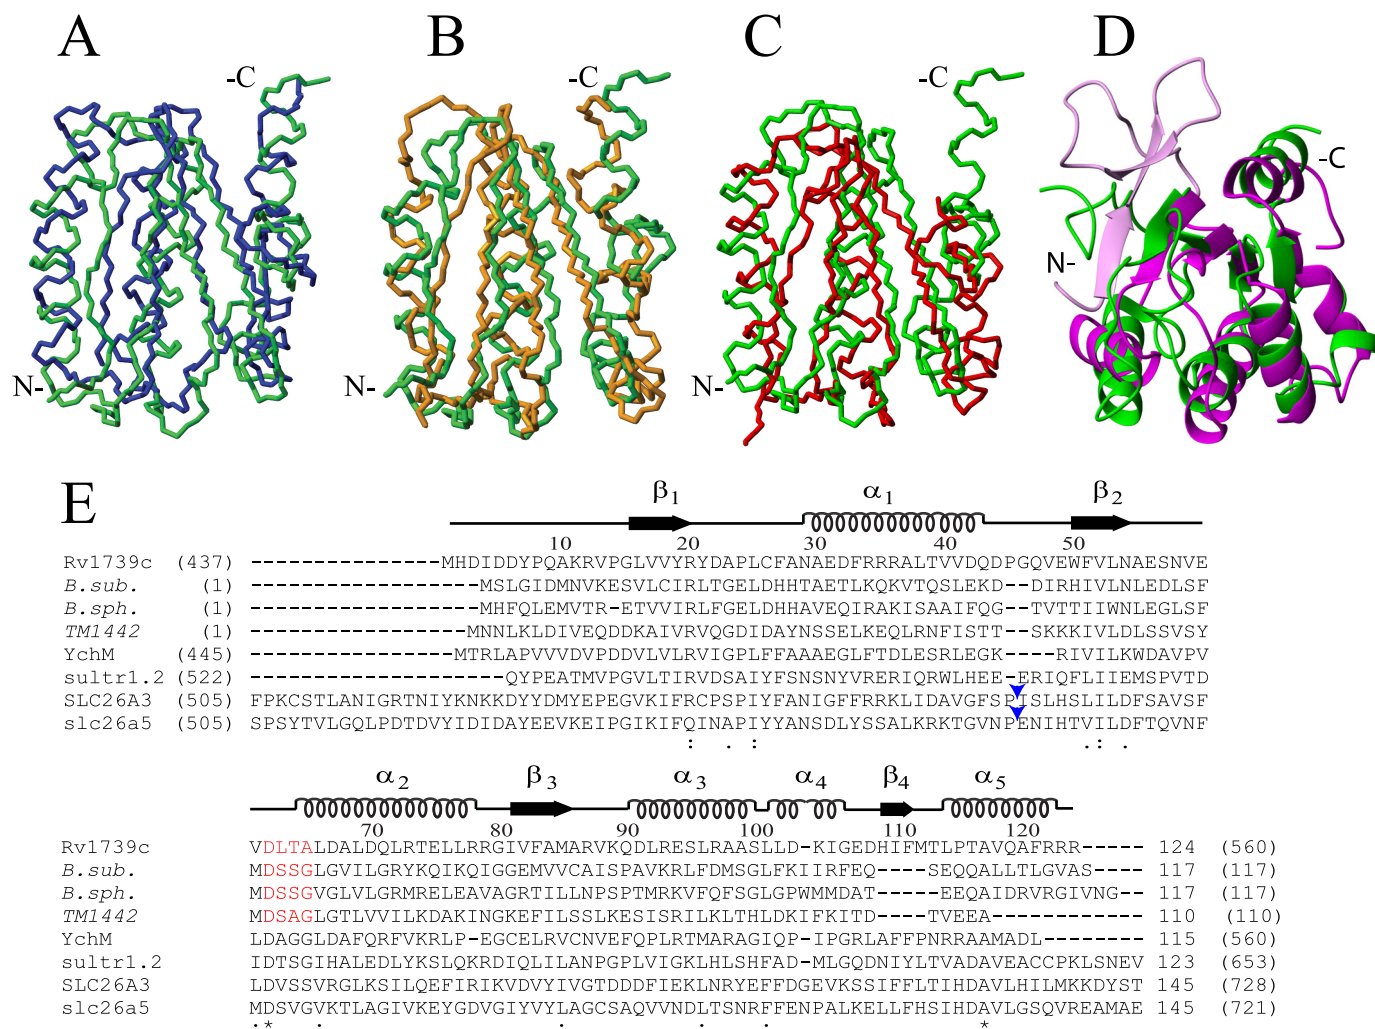 A B C D
-C -C -C -C
N- N- N- N-
E
β1 α1 β2
10 20 30 40 50
Rv1739c (437) ---------------MHDIDDYPQAKRVPGLVVYRYDAPLCFANAEDFRRRALTVVDQDPGQVEWFVLNAESNVE
B.sub. (1) ------------------MSLGIDMNVKESVLCIRLTGELDHHTAETLKQKVTQSLEKD--DIRHIVLNLEDLSF
B.sph. (1) ------------------MHFQLEMVTR-ETVVIRLFGELDHHAVEQIRAKISAAIFQG--TVTTIIWNLEGLSF
TM1442 (1) -----------------MNNLKLDIVEQDDKAIVRVQGDIDAYNSSELKEQLRNFISTT--SKKKIVLDLSSVSY
YchM (445) ----------------MTRLAPVVVDVPDDVLVLRVIGPLFFAAAEGLFTDLESRLEGK----RIVILKWDAVPV
sultr1.2 (522) --------------------QYPEATMVPGVLTIRVDSAIYFSNSNYVRERIQRWLHEE-ERIQFLIIEMSPVTD
SLC26A3 (505) FPKCSTLANIGRTNIYKNKKDYYDMYEPEGVKIFRCPSPIYFANIGFFRRKLIDAVGFSPISLHSLILDFSAVSF
slc26a5 (505) SPSYTVLGQLPDTDVYIDIDAYEEVKEIPGIKIFQINAPIYYANSDLYSSALKRKTGVNPENIHTVILDFTQVNF
: . : .: .
α2 β3 α3 α4 β4 α5
70 80 90 100 110 120
Rv1739c VDLTALDALDQLRTELLRRGIVFAMARVKQDLRESLRAASLLD-KIGEDHIFMTLPTAVQAFRRR----- 124 (560)
B.sub. MDSSGLGVILGRYKQIKQIGGEMVVCAISPAVKRLFDMSGLFKIIRFEQ----SEQQALLTLGVAS---- 117 (117)
B.sph. MDSSGVGLVLGRMRELEAVAGRTILLNPSPTMRKVFQFSGLGPWMMDAT----EEQAIDRVRGIVNG-- 117 (117)
TM1442 MDSAGLGTLVVILKDAKINGKEFILSSLKESISRILKLTHLDKIFKITD----TVEEA------------ 110 (110)
YchM LDAGGLDAFQRFVKRLP-EGCELRVCNVEFQPLRTMARAGIQP-IPGRLAFFPNRRAAMADL-------- 115 (560)
sultr1.2 IDTSGIHALEDLYKSLQKRDIQLILANPGPLVIGKLHLSHFAD-MLGQDNIYLTVADAVEACCPKLSNEV 123 (653)
SLC26A3 LDVSSVRGLKSILQEFIRIKVDVYIVGTDDDFIEKLNRYEFFDGEVKSSIFFLTIHDAVLHILMKKDYST 145 (728)
slc26a5 MDSVGVKTLAGIVKEYGDVGIYVYLAGCSAQVVNDLTSNRFFENPALKELLFHSIHDAVLGSQVREAMAE 145 (721)
.* . . . . *